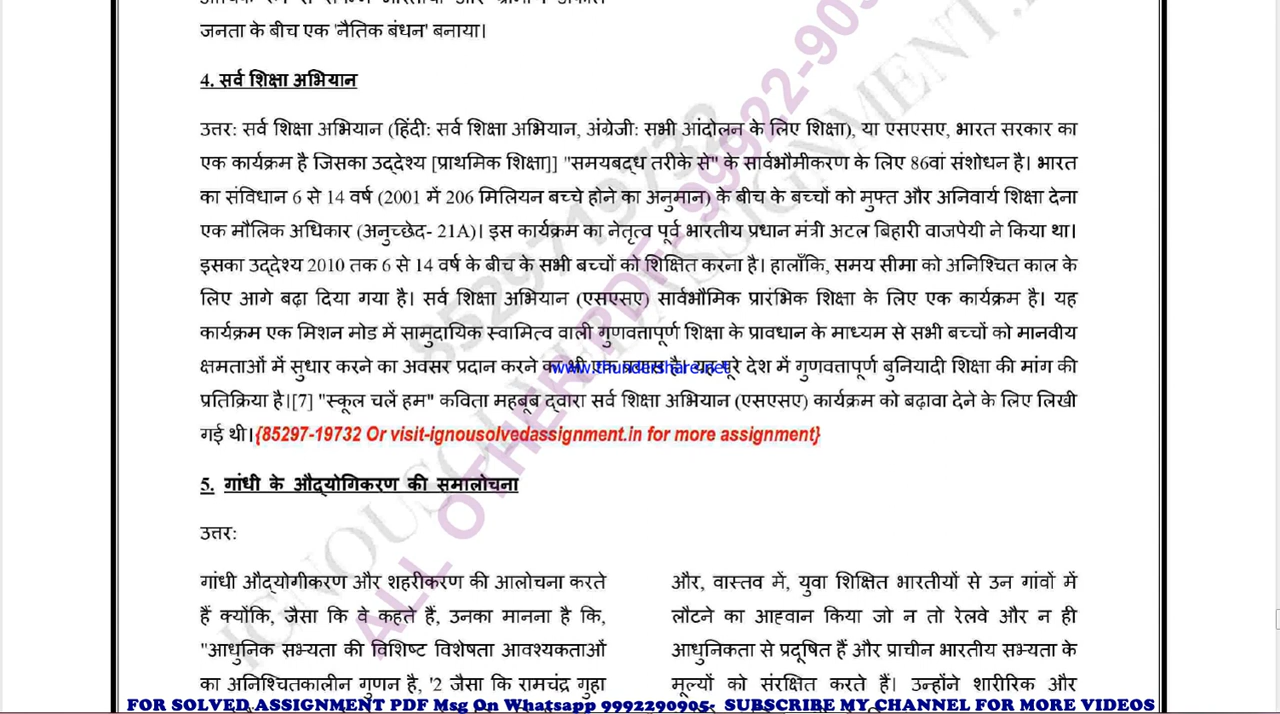 जनता के बीच एक 'नैतिक बंधन' बनाया।
4. सर्व शिक्षा अभियान
उत्तर: सर्व शिक्षा अभियान (हिंदी: सर्व शिक्षा अभियान, अंग्रेजी: सभी आंदोलन के लिए शिक्षा), या एसएसए, भारत सरकार का
एक कार्यक्रम है जिसका उद्देश्य [प्राथमिक शिक्षा]] "समयबद्ध तरीके से" के सार्वभौमीकरण के लिए 86वां संशोधन है। भारत
का संविधान 6 से 14 वर्ष (2001 में 206 मिलियन बच्चे होने का अनुमान) के बीच के बच्चों को मुफ्त और अनिवार्य शिक्षा देना
एक मौलिक अधिकार (अनुच्छेद- 21A)। इस कार्यक्रम का नेतृत्व पूर्व भारतीय प्रधान मंत्री अटल बिहारी वाजपेयी ने किया था।
इसका उद्देश्य 2010 तक 6 से 14 वर्ष के बीच के सभी बच्चों को शिक्षित करना है। हालाँकि, समय सीमा को अनिश्चित काल के
लिए आगे बढ़ा दिया गया है। सर्व शिक्षा अभियान (एसएसए) सार्वभौमिक प्रारंभिक शिक्षा के लिए एक कार्यक्रम है। यह
कार्यक्रम एक मिशन मोड में सामुदायिक स्वामित्व वाली गुणवत्तापूर्ण शिक्षा के प्रावधान के माध्यम से सभी बच्चों को मानवीय
क्षमताओं में सुधार करने का अवसर प्रदान करने का भी है। यह पूरे देश में गुणवत्तापूर्ण बुनियादी शिक्षा की मांग की
www.thundershare.net
प्रतिक्रिया है।[7] "स्कूल चलें हम" कविता महबूब द्वारा सर्व शिक्षा अभियान (एसएसए) कार्यक्रम को बढ़ावा देने के लिए लिखी
गई थी।{85297-19732 Or visit-ignousolvedassignment.in for more assignment}
5. गांधी के औद्योगिकरण की समालोचना
उत्तर:
गांधी औद्योगीकरण और शहरीकरण की आलोचना करते
हैं क्योंकि, जैसा कि वे कहते हैं, उनका मानना है कि,
"आधुनिक सभ्यता की विशिष्ट विशेषता आवश्यकताओं
का अनिश्चितकालीन गुणन है, '2 जैसा कि रामचंद्र गुहा
और, वास्तव में, युवा शिक्षित भारतीयों से उन गांवों में
लौटने का आह्वान किया जो न तो रेलवे और न ही
आधुनिकता से प्रदूषित हैं और प्राचीन भारतीय सभ्यता के
मूल्यों को संरक्षित करते हैं। उन्होंने शारीरिक और
FOR SOLVED ASSIGNMENT PDF Msg On Whatsapp 9992290905- SUBSCRIBE MY CHANNEL FOR MORE VIDEOS